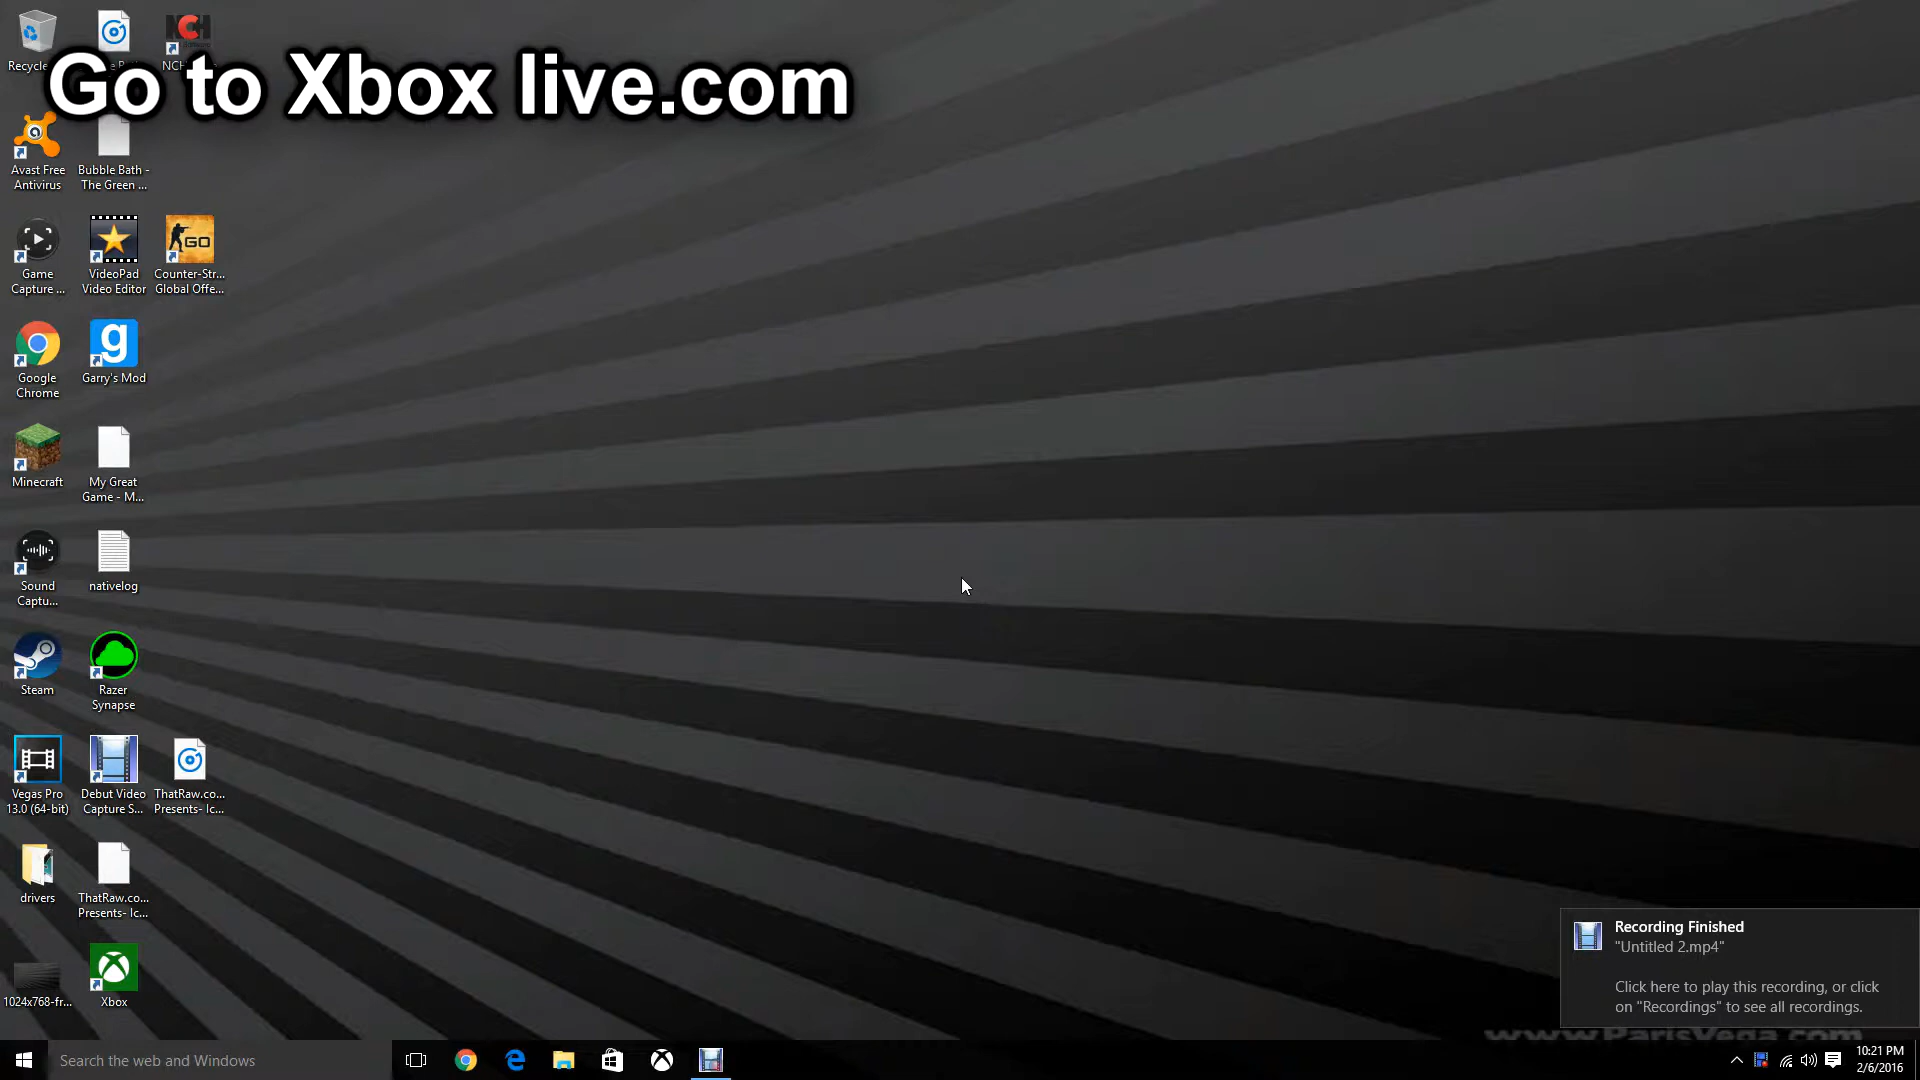 Go to Xbox live.com
Recycle
NCH
Avast Free
Antivirus
Bubble Bath -
The Green ...
Game
Capture ...
VideoPad
Video Editor
Counter-Str...
Global Offe...
GO
Google
Chrome
g
Garry's Mod
Minecraft
My Great
Game - M...
Sound
Captu...
nativelog
Steam
Razer
Synapse
Vegas Pro
13.0 (64-bit)
Debut Video
Capture S...
ThatRaw.co...
Presents- Ic...
drivers
ThatRaw.co...
Presents- Ic...
1024x768-fr...
Xbox
Recording Finished
"Untitled 2.mp4"
Click here to play this recording, or click
on "Recordings" to see all recordings.
www.ParisVega.com
Search the web and Windows
10:21 PM
2/6/2016